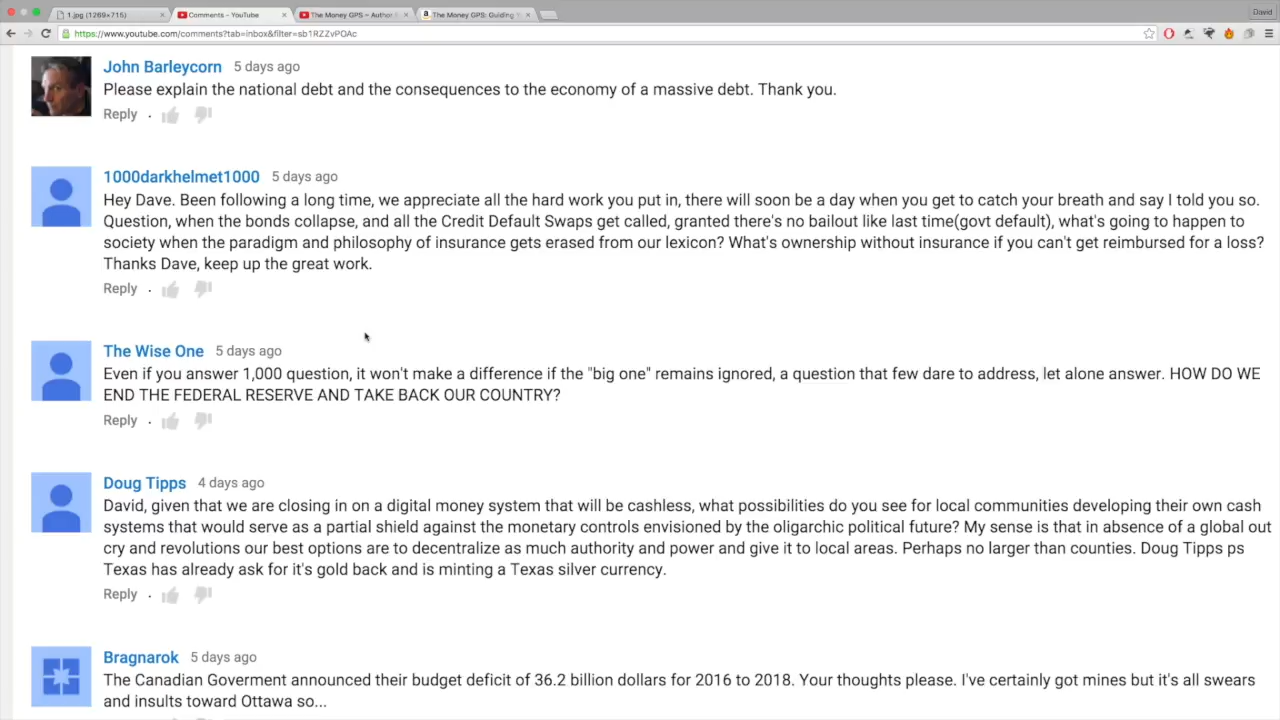 1.jpg (1269×715)
Comments - YouTube
The Money GPS – Author
The Money GPS: Guiding
David
https://www.youtube.com/comments?tab=inbox&filter=sb1RZZvPOAc
John Barleycorn 5 days ago
Please explain the national debt and the consequences to the economy of a massive debt. Thank you.
Reply .
1000darkhelmet1000 5 days ago
Hey Dave. Been following a long time, we appreciate all the hard work you put in, there will soon be a day when you get to catch your breath and say I told you so.
Question, when the bonds collapse, and all the Credit Default Swaps get called, granted there's no bailout like last time(govt default), what's going to happen to
society when the paradigm and philosophy of insurance gets erased from our lexicon? What's ownership without insurance if you can't get reimbursed for a loss?
Thanks Dave, keep up the great work.
Reply .
The Wise One 5 days ago
Even if you answer 1,000 question, it won't make a difference if the "big one" remains ignored, a question that few dare to address, let alone answer. HOW DO WE
END THE FEDERAL RESERVE AND TAKE BACK OUR COUNTRY?
Reply .
Doug Tipps 4 days ago
David, given that we are closing in on a digital money system that will be cashless, what possibilities do you see for local communities developing their own cash
systems that would serve as a partial shield against the monetary controls envisioned by the oligarchic political future? My sense is that in absence of a global out
cry and revolutions our best options are to decentralize as much authority and power and give it to local areas. Perhaps no larger than counties. Doug Tipps ps
Texas has already ask for it's gold back and is minting a Texas silver currency.
Reply .
Bragnarok 5 days ago
The Canadian Goverment announced their budget deficit of 36.2 billion dollars for 2016 to 2018. Your thoughts please. I've certainly got mines but it's all swears
and insults toward Ottawa so...